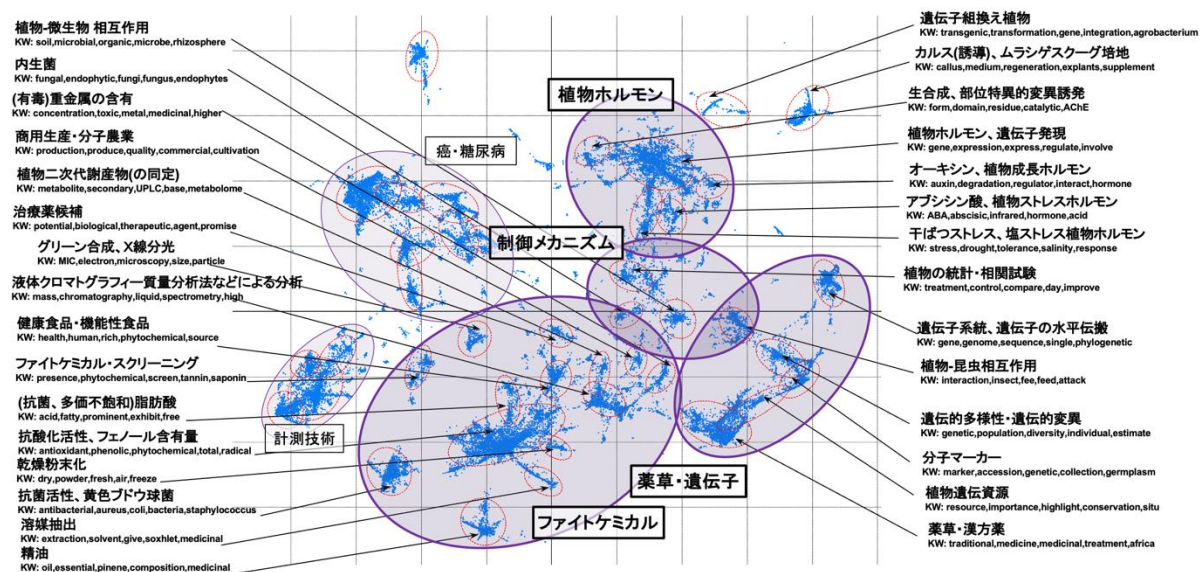 植物-微生物 相互作用
KW: soil,microbial,organic,microbe,rhizosphere
内生菌
KW: fungal,endophytic,fungi,fungus,endophytes
(有毒)重金属の含有
KW: concentration,toxic,metal,medicinal,higher
商用生産・分子農業
KW: production,produce,quality,commercial,cultivation
植物二次代謝産物(の同定)
KW: metabolite,secondary,UPLC,base,metabolome
治療薬候補
KW: potential,biological,therapeutic,agent,promise
グリーン合成、X線分光
KW: MIC,electron,microscopy,size,particle
液体クロマトグラフィー質量分析法などによる分析
KW: mass,chromatography,liquid,spectrometry,high
健康食品・機能性食品
KW: health,human,rich,phytochemical,source
ファイトケミカル・スクリーニング
KW: presence,phytochemical,screen,tannin,saponin
(抗菌、多価不飽和)脂肪酸
KW: acid,fatty,prominent,exhibit,free
抗酸化活性、フェノール含有量
KW: antioxidant,phenolic,phytochemical,total,radical
乾燥粉末化
KW: dry,powder,fresh,air,freeze
抗菌活性、黄色ブドウ球菌
KW: antibacterial,aureus,coli,bacteria,staphylococcus
溶媒抽出
KW: extraction,solvent,give,soxhlet,medicinal
精油
KW: oil,essential,pinene,composition,medicinal
植物ホルモン
癌・糖尿病
制御メカニズム
計測技術
薬草・遺伝子
ファイトケミカル
遺伝子組換え植物
KW: transgenic,transformation,gene,integration,agrobacterium
カルス(誘導)、ムラシゲスクーグ培地
KW: callus,medium,regeneration,explants,supplement
生合成、部位特異的変異誘発
KW: form,domain,residue,catalytic,AChE
植物ホルモン、遺伝子発現
KW: gene,expression,express,regulate,involve
オーキシン、植物成長ホルモン
KW: auxin,degradation,regulator,interact,hormone
アブシシン酸、植物ストレスホルモン
KW: ABA,abscisic,infrared,hormone,acid
干ばつストレス、塩ストレス植物ホルモン
KW: stress,drought,tolerance,salinity,response
植物の統計・相関試験
KW: treatment,control,compare,day,improve
遺伝子系統、遺伝子の水平伝搬
KW: gene,genome,sequence,single,phylogenetic
植物-昆虫相互作用
KW: interaction,insect,fee,feed,attack
遺伝的多様性・遺伝的変異
KW: genetic,population,diversity,individual,estimate
分子マーカー
KW: marker,accession,genetic,collection,germplasm
植物遺伝資源
KW: resource,importance,highlight,conservation,situ
薬草・漢方薬
KW: traditional,medicine,medicinal,treatment,africa